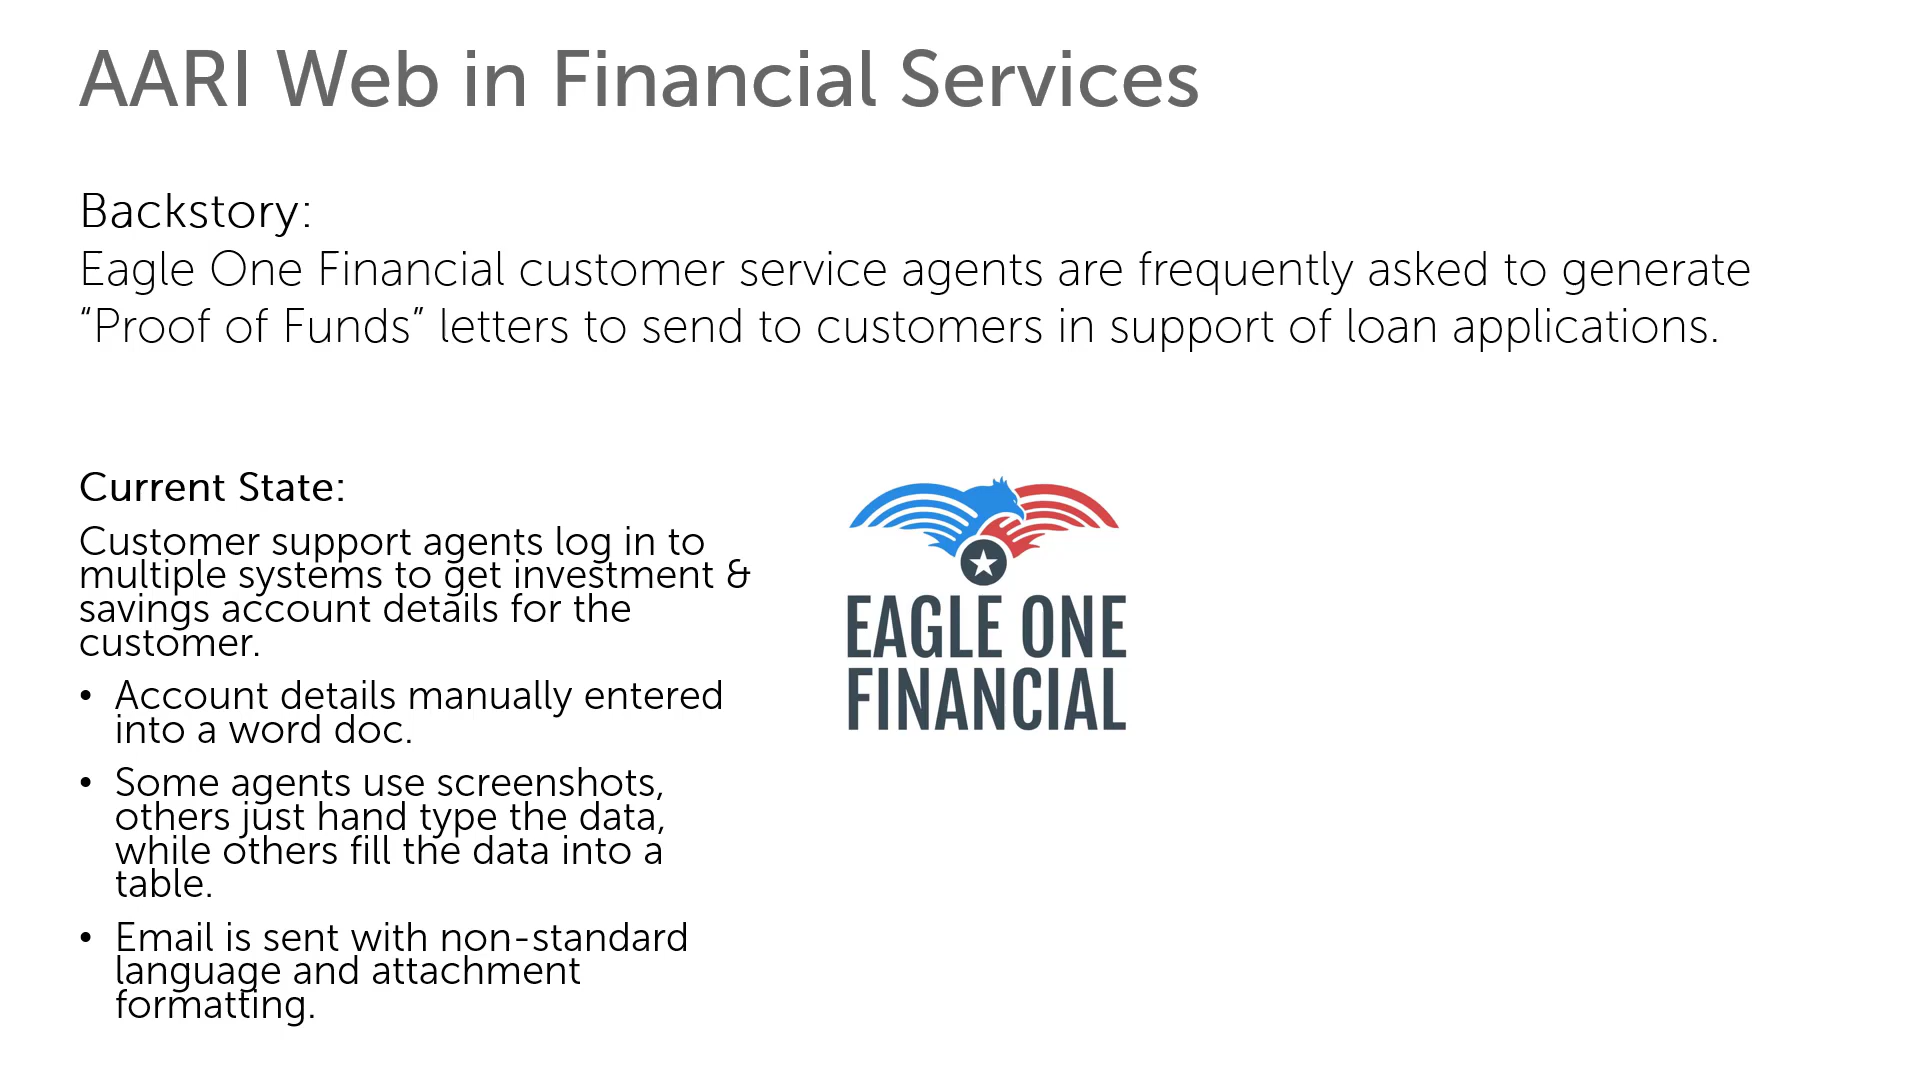 AARI Web in Financial Services
Backstory:
Eagle One Financial customer service agents are frequently asked to generate
“Proof of Funds” letters to send to customers in support of loan applications.
Current State:
Customer support agents log in to
multiple systems to get investment &
savings account details for the
customer.
• Account details manually entered
into a word doc.
• Some agents use screenshots,
others just hand type the data,
while others fill the data into a
table.
• Email is sent with non-standard
language and attachment
formatting.
EAGLE ONE
FINANCIAL